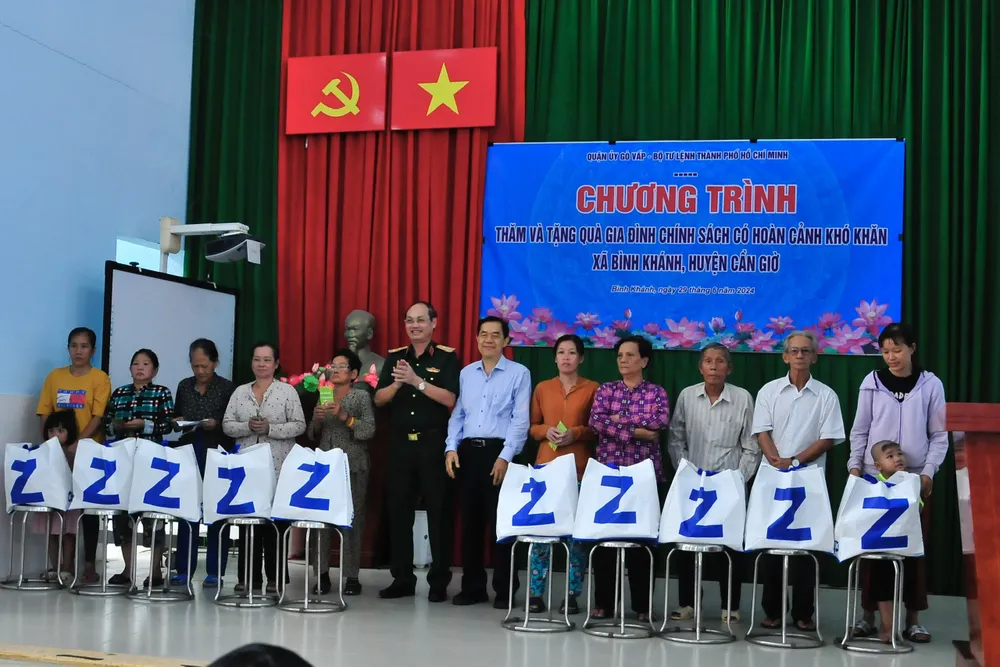 QUẬN ỦY GÒ VẤP - BỘ TƯ LỆNH THÀNH PHỐ HỒ CHÍ MINH
CHƯƠNG TRÌNH
THĂM VÀ TẶNG QUÀ GIA ĐÌNH CHÍNH SÁCH CÓ HOÀN CẢNH KHÓ KHĂN
XÃ BÌNH KHÁNH, HUYỆN CẦN GIỜ
Bình Khánh, ngày 29 tháng 6 năm 2024
Z Z Z Z Z Z Z Z Z Z